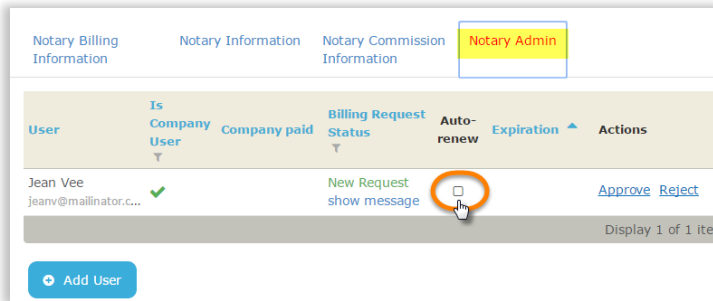 Notary Billing Information
Notary Information
Notary Commission Information
Notary Admin
User
Is Company User
Company paid
Billing Request Status
Auto-renew
Expiration
Actions
Jean Vee
jeanv@mailinator.c...
New Request
show message
Approve Reject
Display 1 of 1 ite
Add User